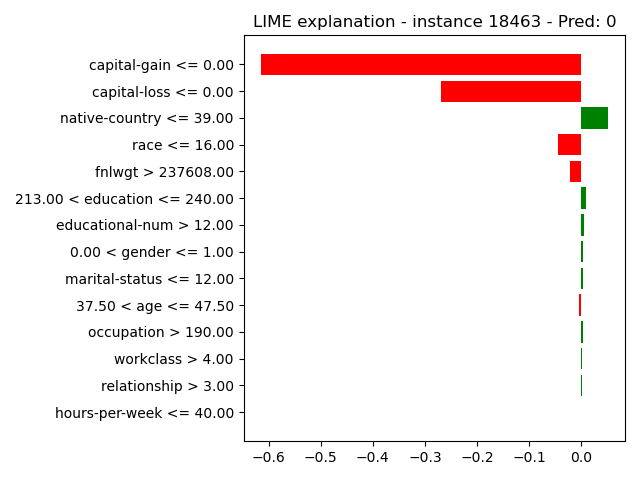 LIME explanation - instance 18463 - Pred: 0
capital-gain <= 0.00
capital-loss <= 0.00
native-country <= 39.00
race <= 16.00
fnlwgt > 237608.00
213.00 < education <= 240.00
educational-num > 12.00
0.00 < gender <= 1.00
marital-status <= 12.00
37.50 < age <= 47.50
occupation > 190.00
workclass > 4.00
relationship > 3.00
hours-per-week <= 40.00
−0.6 −0.5 −0.4 −0.3 −0.2 −0.1 0.0